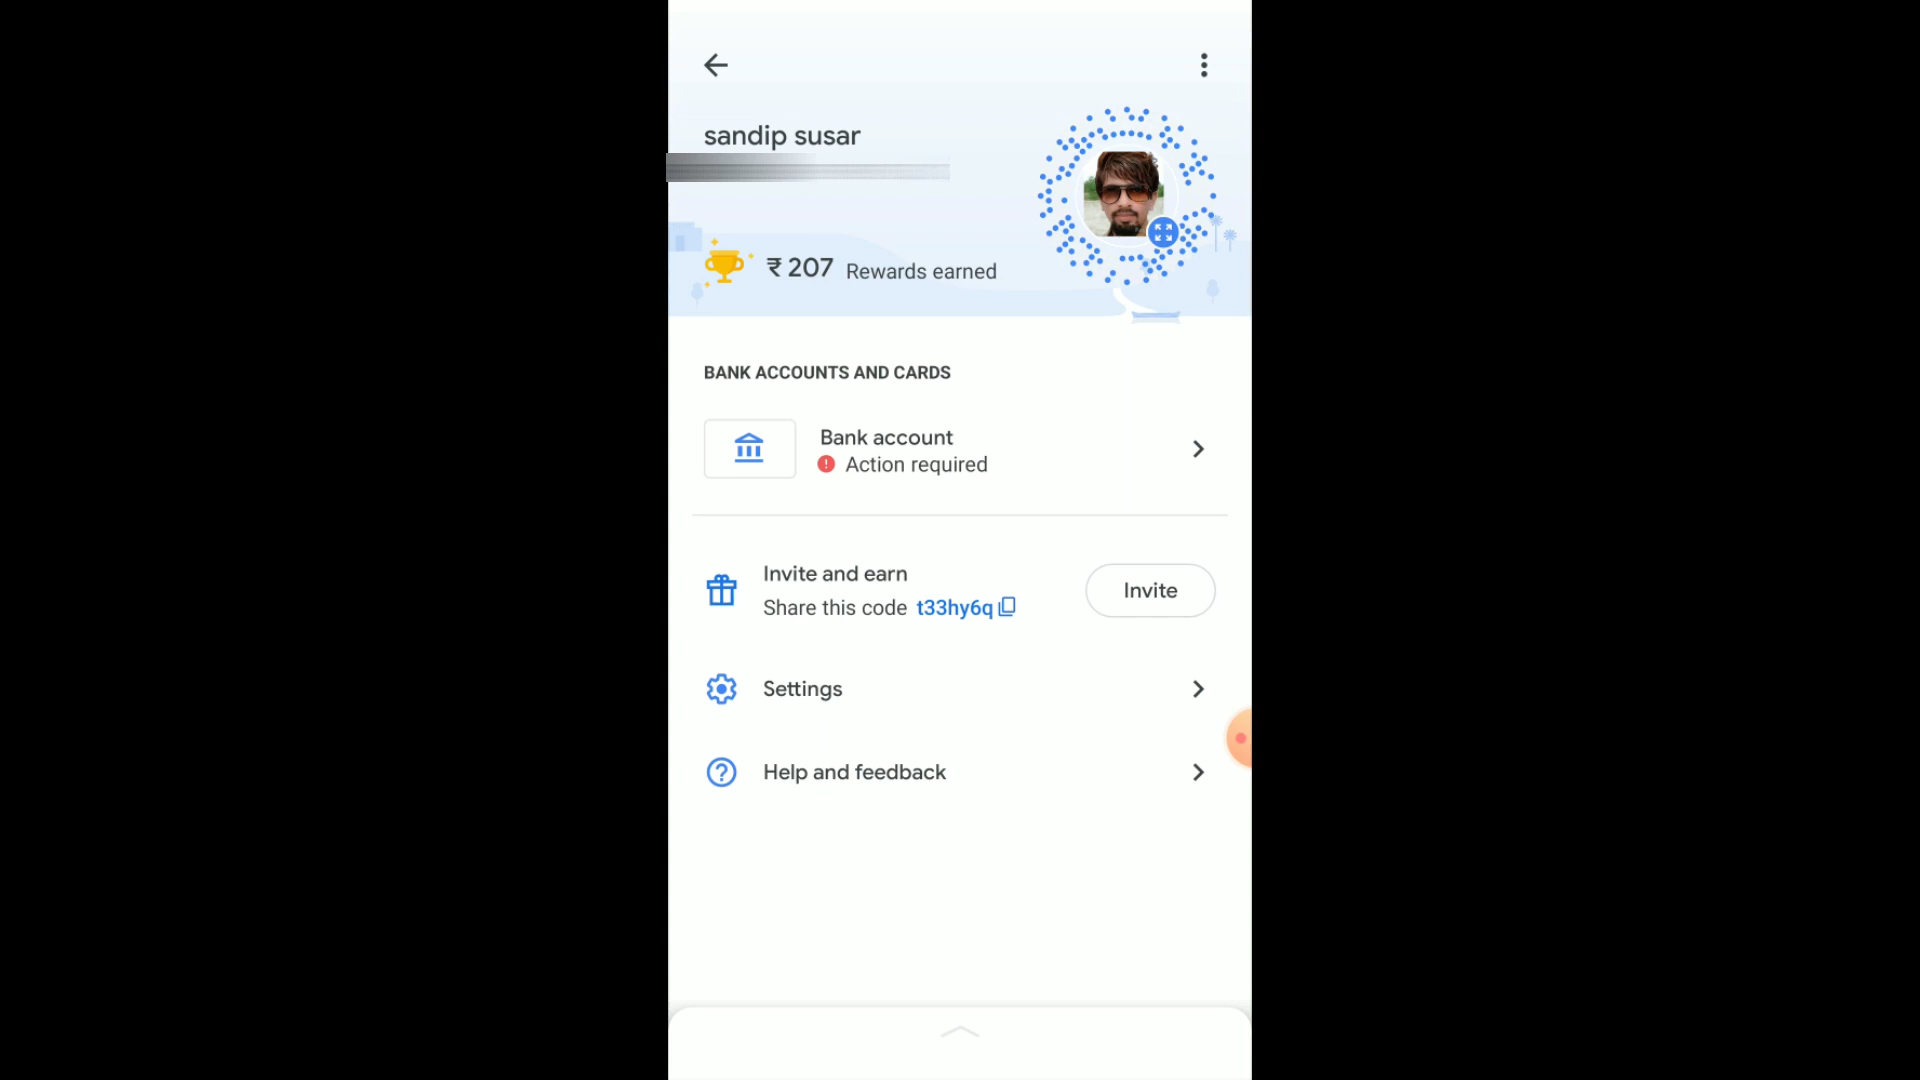 sandip susar
₹ 207 Rewards earned
BANK ACCOUNTS AND CARDS
Bank account
Action required
Invite and earn
Share this code t33hy6q
Invite
Settings
Help and feedback